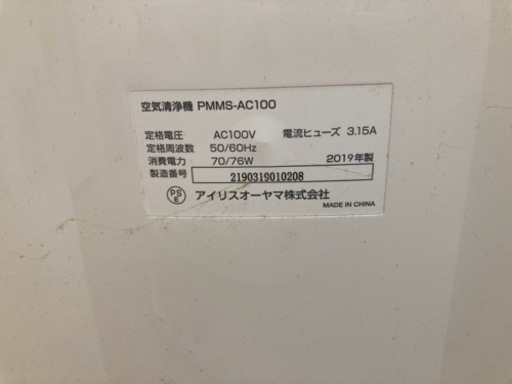 空気清浄機 PMMS-AC100
定格電圧 AC100V 電流ヒューズ 3.15A
定格周波数 50/60Hz
消費電力 70/76W 2019年製
製造番号 2190319010208
PSE アイリスオーヤマ株式会社
MADE IN CHINA